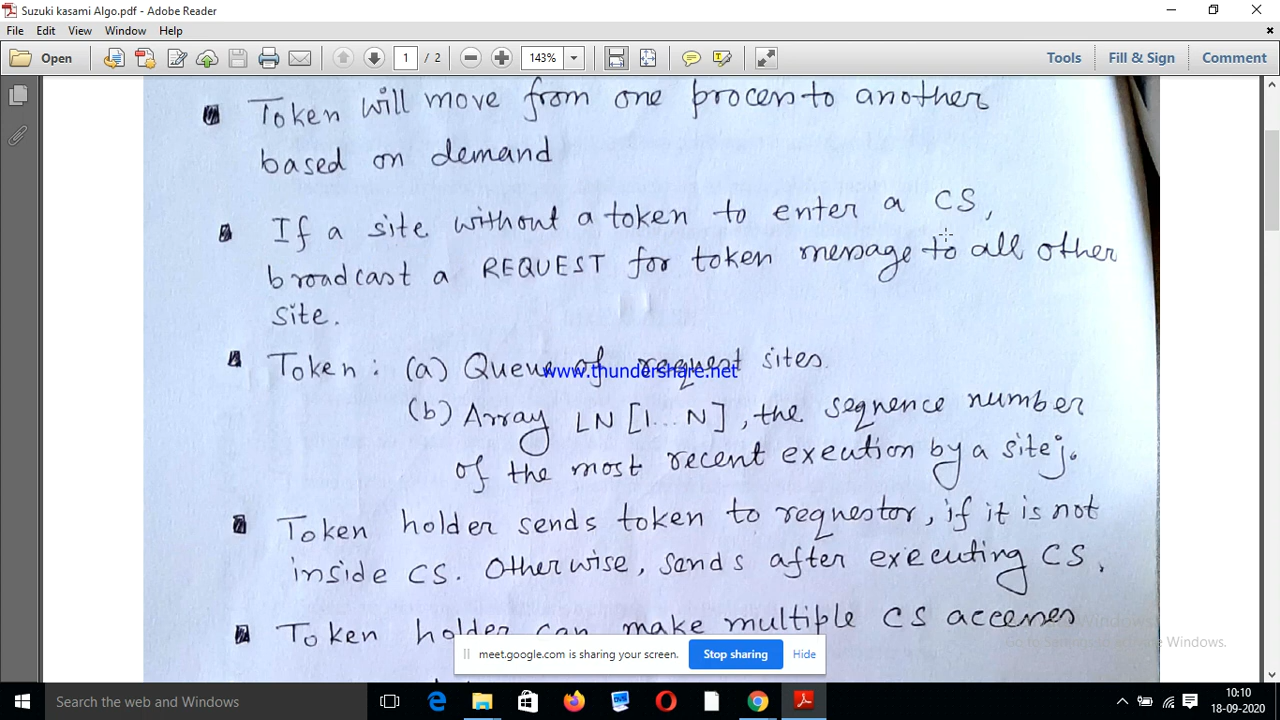 Suzuki kasami Algo.pdf - Adobe Reader
File Edit View Window Help
Open 1 / 2 143% Tools Fill & Sign Comment
Token will move from one process to another
based on demand
If a site without a token to enter a CS,
broadcast a REQUEST for token message to all other
site.
Token: (a) Queue of request sites.
www.thundershare.net
(b) Array LN [1... N], the sequence number
of the most recent exeution by a site j.
Token holder sends token to requestor, if it is not
inside CS. Otherwise, sends after executing CS.
Token holder can make multiple CS accesses
meet.google.com is sharing your screen. Stop sharing Hide
Search the web and Windows
10:10
18-09-2020